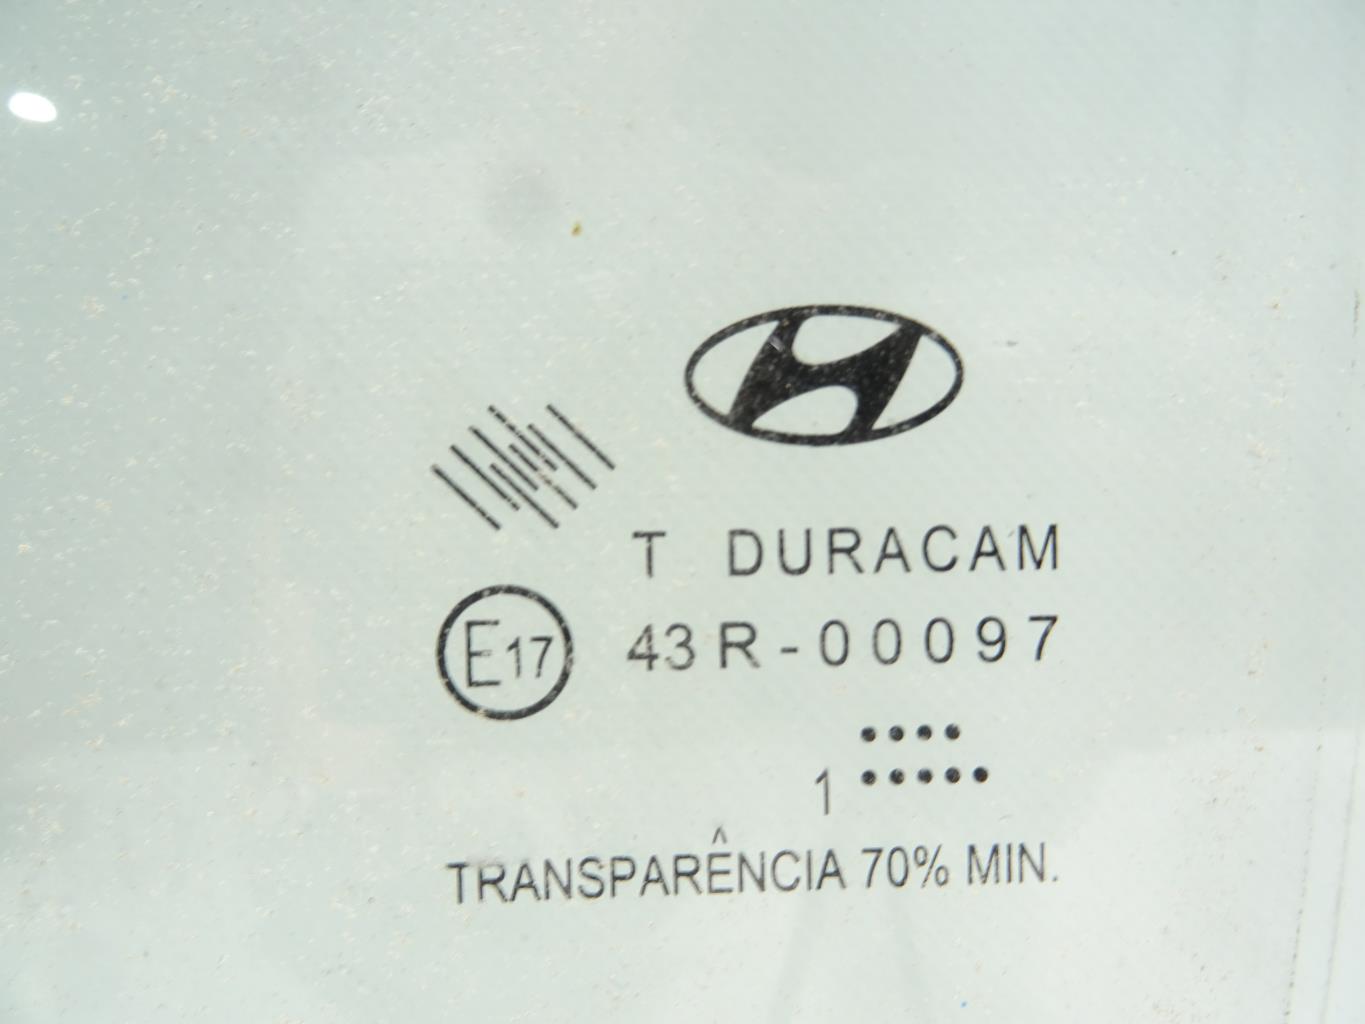 T DURACAM
E17 43R-00097
1
TRANSPARÊNCIA 70% MIN.